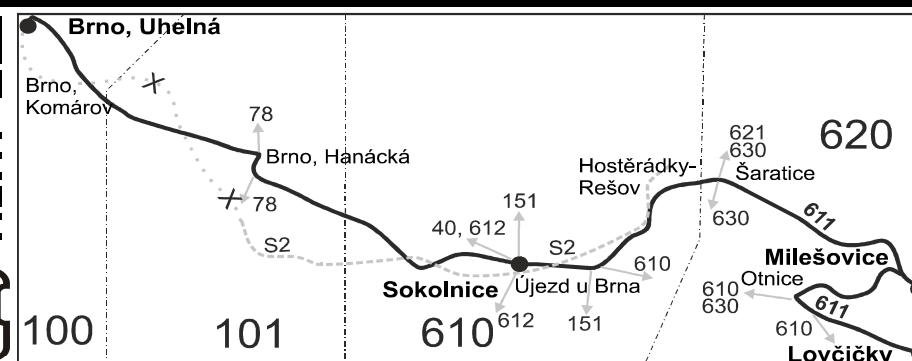 Brno, Uhelná
Brno,
Komárov
78
Brno, Hanácká
78
S2
Hostěrádky-
Rešov
621
630
620
Šaratice
630
151
40, 612
S2
611
610
Milešovice
Sokolnice
Újezd u Brna
610
630
Otnice
611
612
151
610
Lovčičky
100
101
610